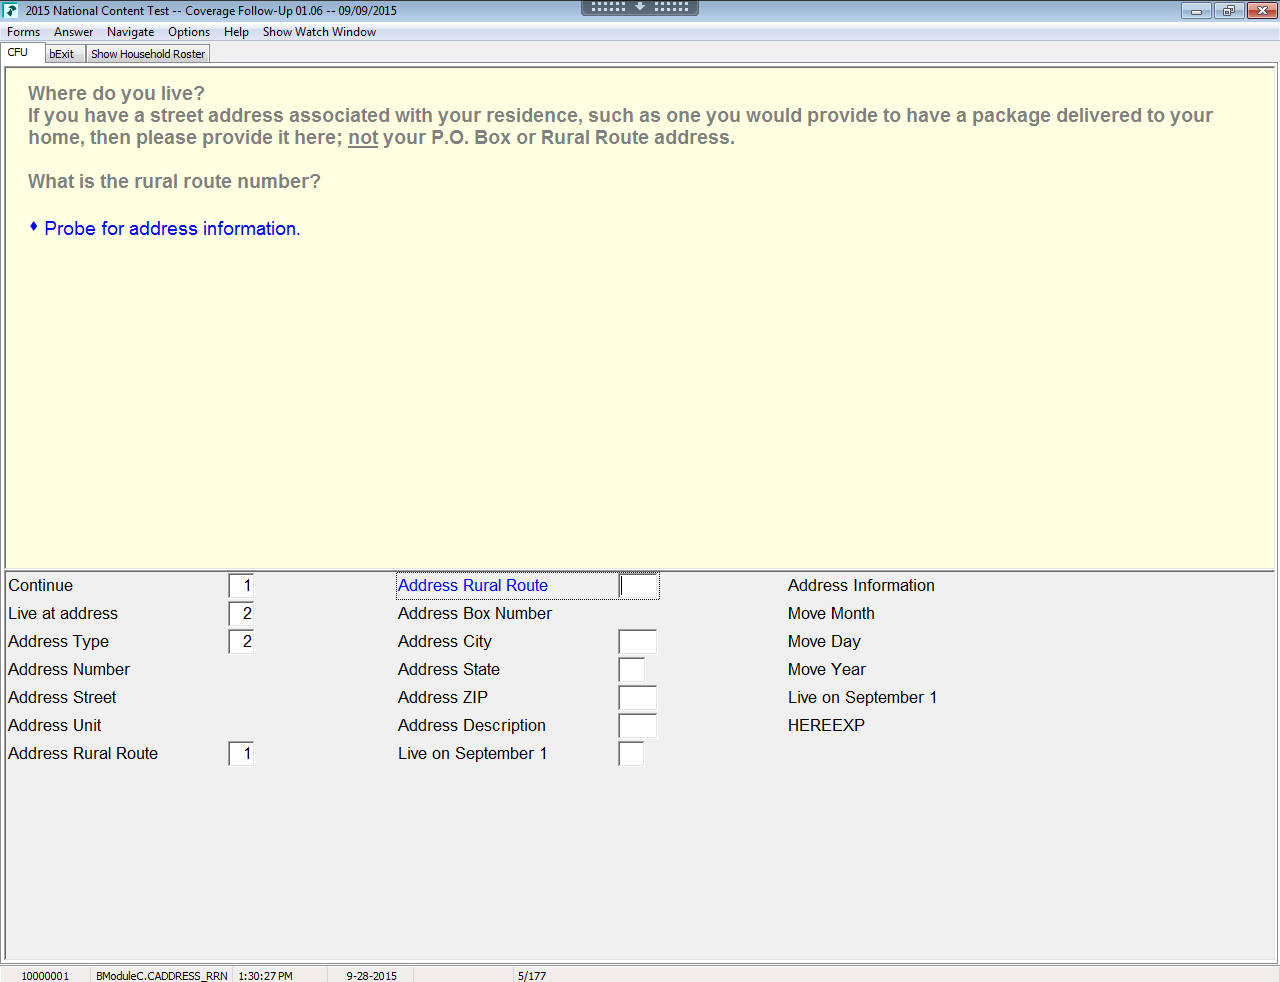 2015 National Content Test -- Coverage Follow-Up 01.06 -- 09/09/2015
Forms Answer Navigate Options Help Show Watch Window
CFU bExit Show Household Roster
Where do you live?
If you have a street address associated with your residence, such as one you would provide to have a package delivered to your
home, then please provide it here; not your P.O. Box or Rural Route address.
What is the rural route number?
♦ Probe for address information.
Continue 1 Address Rural Route Address Information
Live at address 2 Address Box Number Move Month
Address Type 2 Address City Move Day
Address Number Address State Move Year
Address Street Address ZIP Live on September 1
Address Unit Address Description HEREEXP
Address Rural Route 1 Live on September 1
10000001 BModuleC.CADDRESS_RRN 1:30:27 PM 9-28-2015 5/177